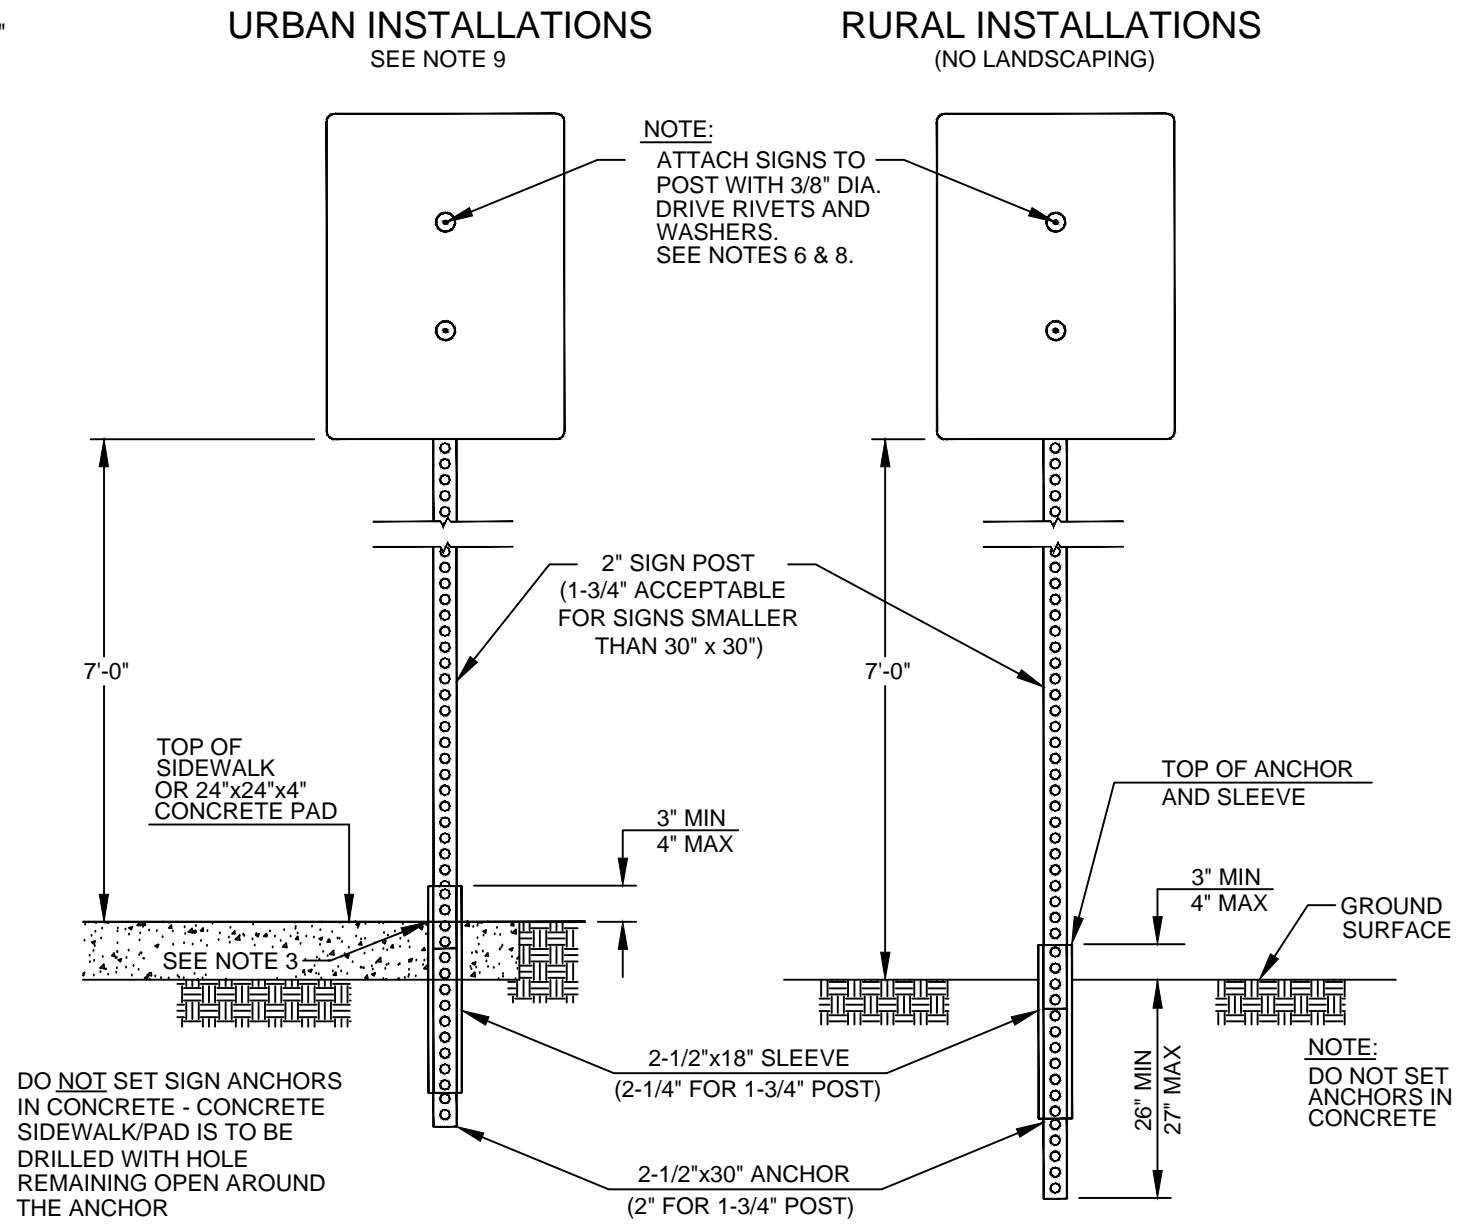 "
URBAN INSTALLATIONS
SEE NOTE 9
RURAL INSTALLATIONS
(NO LANDSCAPING)
NOTE:
ATTACH SIGNS TO
POST WITH 3/8" DIA.
DRIVE RIVETS AND
WASHERS.
SEE NOTES 6 & 8.
2" SIGN POST
(1-3/4" ACCEPTABLE
FOR SIGNS SMALLER
THAN 30" x 30")
7'-0"
7'-0"
TOP OF
SIDEWALK
OR 24"x24"x4"
CONCRETE PAD
3" MIN
4" MAX
TOP OF ANCHOR
AND SLEEVE
3" MIN
4" MAX
GROUND
SURFACE
SEE NOTE 3
2-1/2"x18" SLEEVE
(2-1/4" FOR 1-3/4" POST)
26" MIN
27" MAX
NOTE:
DO NOT SET
ANCHORS IN
CONCRETE
DO NOT SET SIGN ANCHORS
IN CONCRETE - CONCRETE
SIDEWALK/PAD IS TO BE
DRILLED WITH HOLE
REMAINING OPEN AROUND
THE ANCHOR
2-1/2"x30" ANCHOR
(2" FOR 1-3/4" POST)